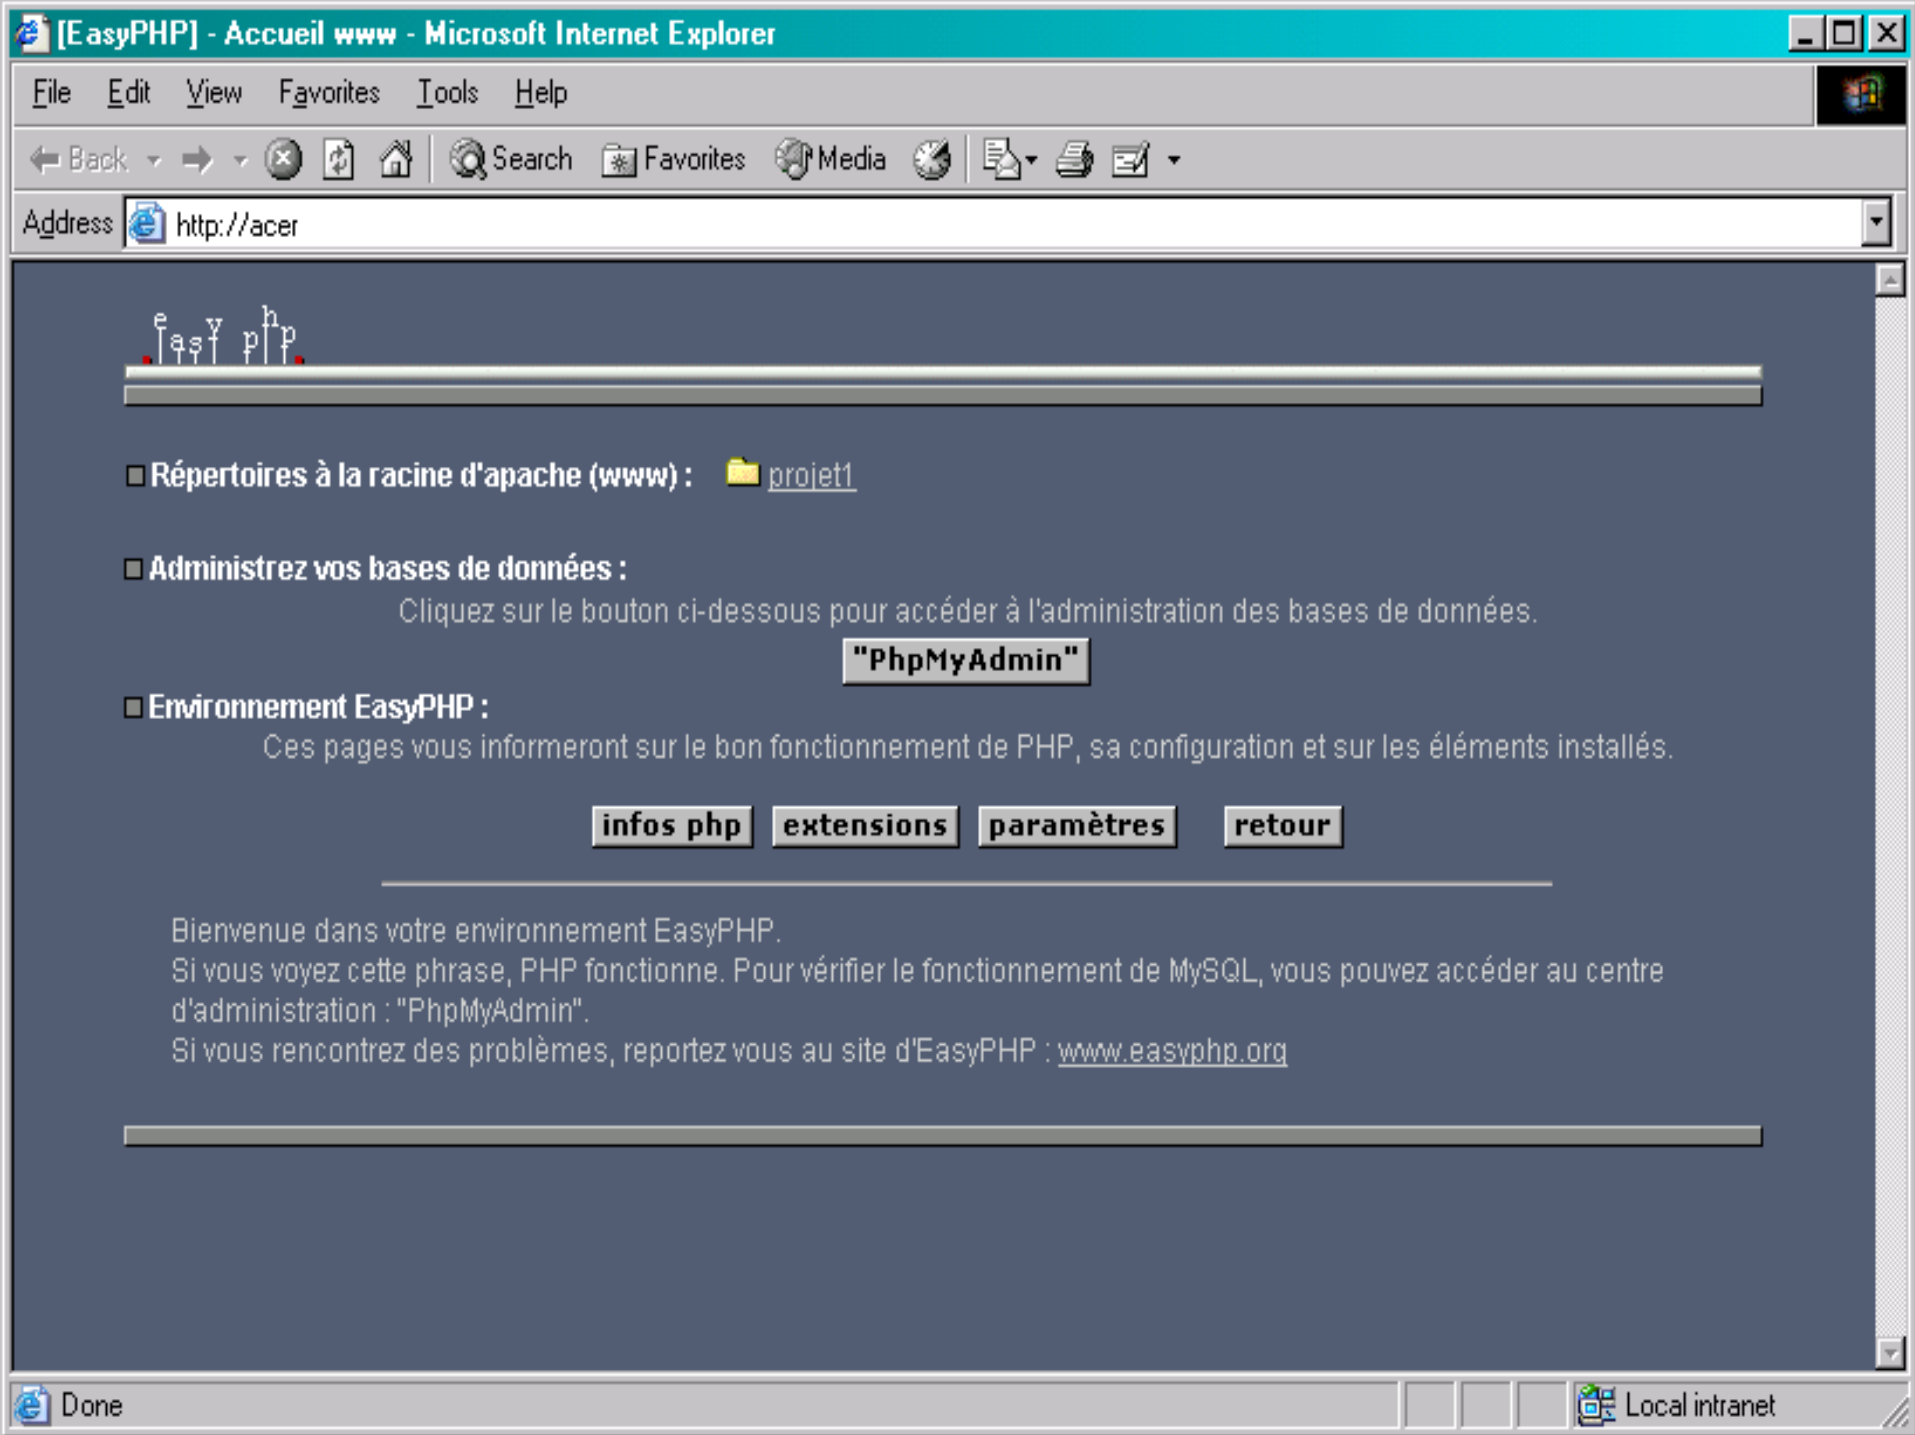 [EasyPHP] - Accueil www - Microsoft Internet Explorer
File Edit View Favorites Tools Help
Back Search Favorites Media
Address http://acer
easy php
Répertoires à la racine d'apache (www) : projet1
Administrez vos bases de données :
Cliquez sur le bouton ci-dessous pour accéder à l'administration des bases de données.
"PhpMyAdmin"
Environnement EasyPHP :
Ces pages vous informeront sur le bon fonctionnement de PHP, sa configuration et sur les éléments installés.
infos php extensions paramètres retour
Bienvenue dans votre environnement EasyPHP.
Si vous voyez cette phrase, PHP fonctionne. Pour vérifier le fonctionnement de MySQL, vous pouvez accéder au centre
d'administration : "PhpMyAdmin".
Si vous rencontrez des problèmes, reportez vous au site d'EasyPHP : www.easyphp.org
Done Local intranet